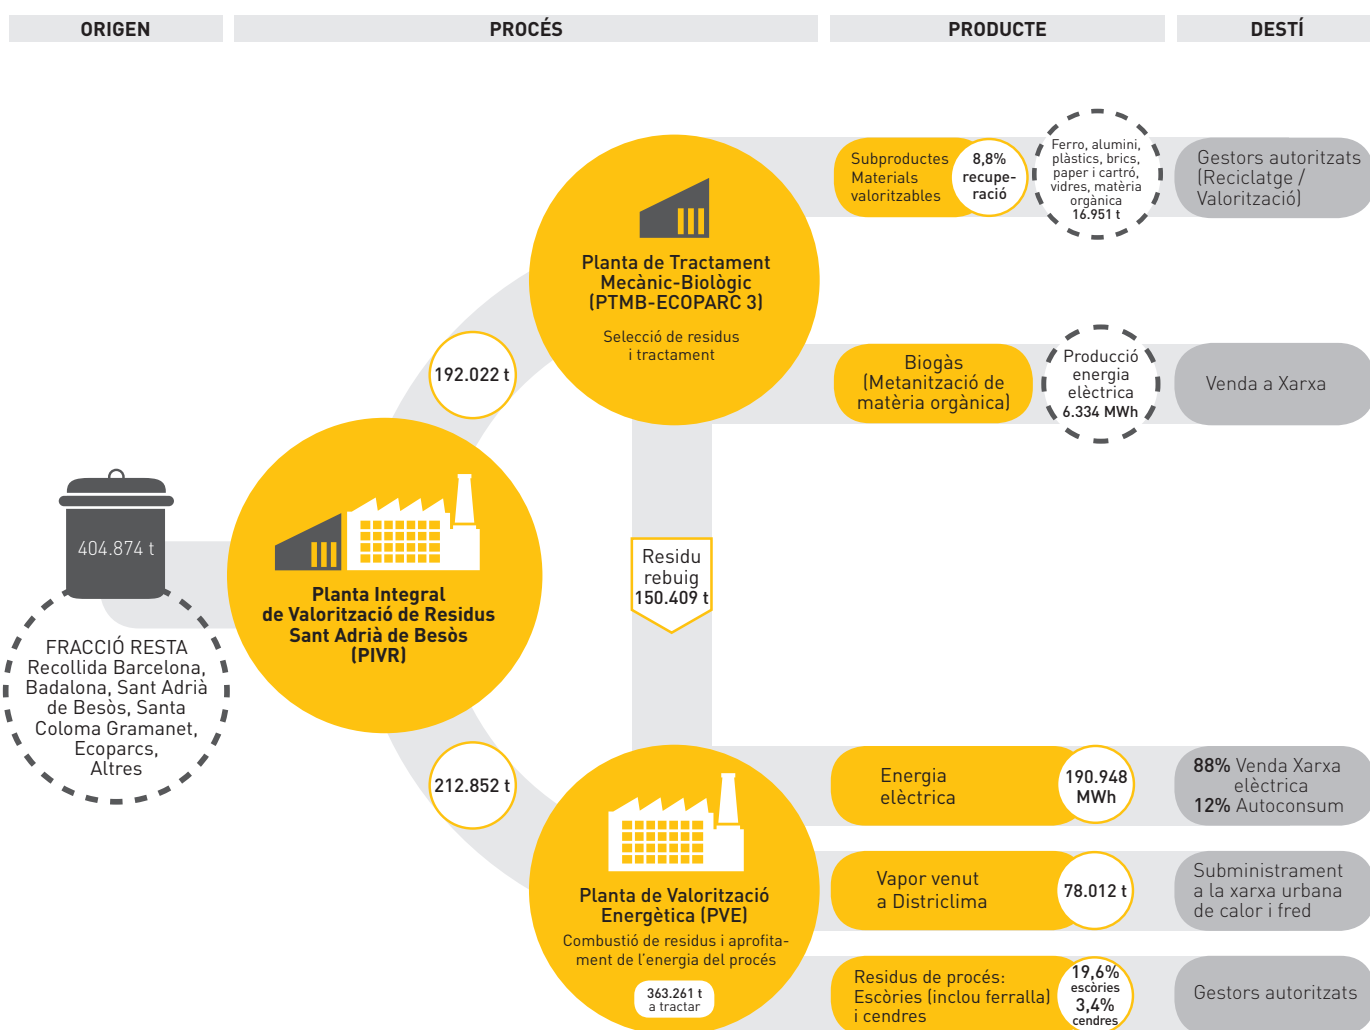 ORIGEN
PROCÉS
PRODUCTE
DESTÍ
404.874 t
FRACCIÓ RESTA
Recollida Barcelona,
Badalona, Sant Adrià
de Besòs, Santa
Coloma Gramanet,
Ecoparcs,
Altres
Planta Integral
de Valorització de Residus
Sant Adrià de Besòs
(PIVR)
192.022 t
212.852 t
Planta de Tractament
Mecànic-Biològic
(PTMB-ECOPARC 3)
Selecció de residus
i tractament
Residu
rebuig
150.409 t
Planta de Valorització
Energètica (PVE)
Combustió de residus i aprofita-
ment de l'energia del procés
363.261 t
a tractar
Subproductes
Materials
valoritzables
8,8%
recupe-
ració
Ferro, alumini,
plàstics, brics,
paper i cartró,
vidres, matèria
orgànica
16.951 t
Gestors autoritzats
(Reciclatge /
Valorització)
Biogàs
(Metanització de
matèria orgànica)
Producció
energia
elèctrica
6.334 MWh
Venda a Xarxa
Energia
elèctrica
190.948
MWh
88% Venda Xarxa
elèctrica
12% Autoconsum
Vapor venut
a Districlima
78.012 t
Subministrament
a la xarxa urbana
de calor i fred
Residus de procés:
Escòries (inclou ferralla)
i cendres
19,6%
escòries
3,4%
cendres
Gestors autoritzats